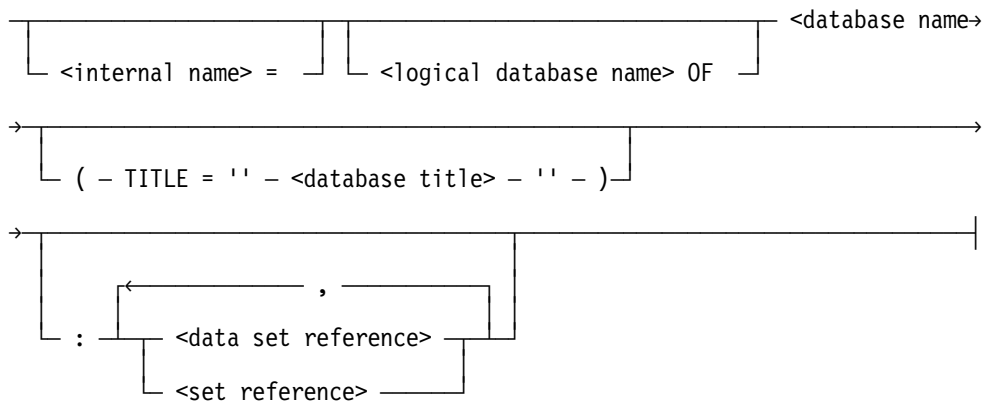 <database name
<internal name> =
<logical database name> OF
( – TITLE = '' – <database title> – '' – )
,
: <data set reference>
<set reference>